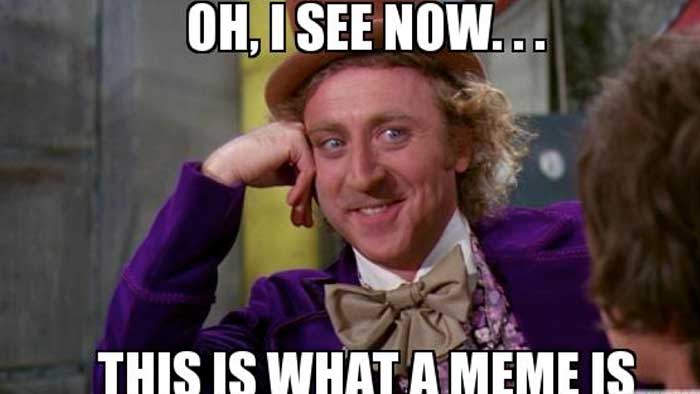 OH, I SEE NOW. . .
THIS IS WHAT A MEME IS